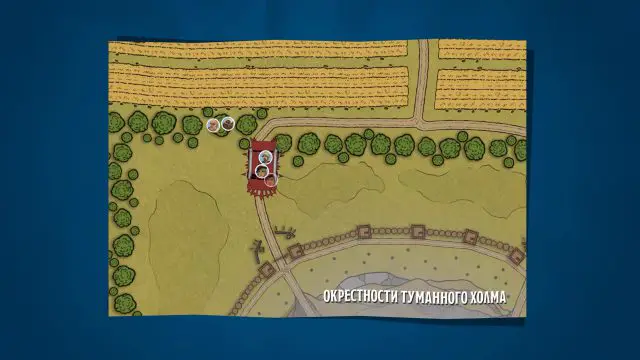 ОКРЕСТНОСТИ ТУМАННОГО ХОЛМА